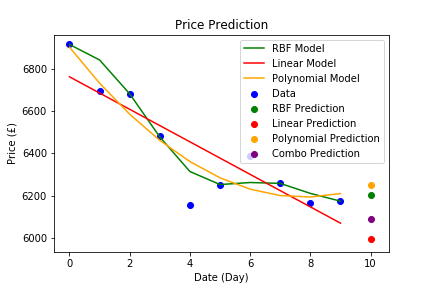 Price Prediction
RBF Model
Linear Model
Polynomial Model
Data
RBF Prediction
Linear Prediction
Polynomial Prediction
Combo Prediction
Price (£)
6800
6600
6400
6200
6000
0 2 4 6 8 10
Date (Day)